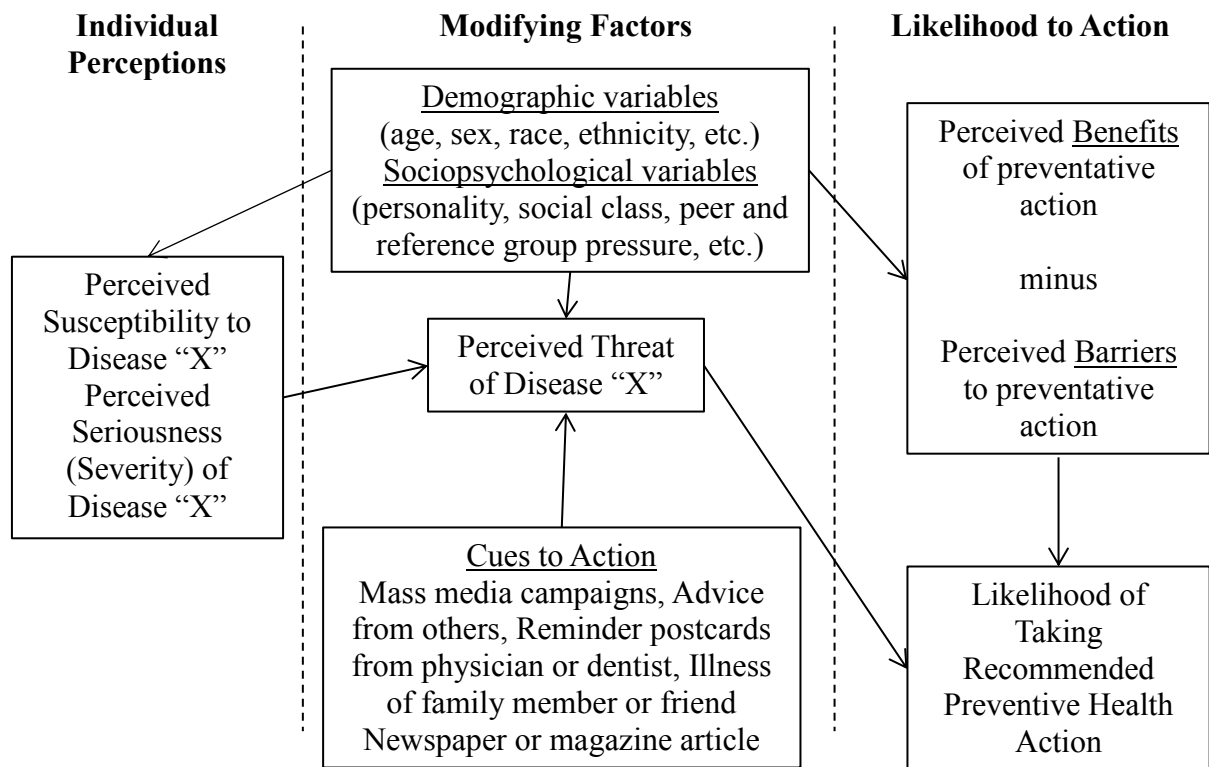 Individual
Perceptions
Modifying Factors
Likelihood to Action
Demographic variables
(age, sex, race, ethnicity, etc.)
Sociopsychological variables
(personality, social class, peer and
reference group pressure, etc.)
Perceived Benefits
of preventative
action
minus
Perceived Barriers
to preventative
action
Perceived
Susceptibility to
Disease “X”
Perceived
Seriousness
(Severity) of
Disease “X”
Perceived Threat
of Disease “X”
Cues to Action
Mass media campaigns, Advice
from others, Reminder postcards
from physician or dentist, Illness
of family member or friend
Newspaper or magazine article
Likelihood of
Taking
Recommended
Preventive Health
Action